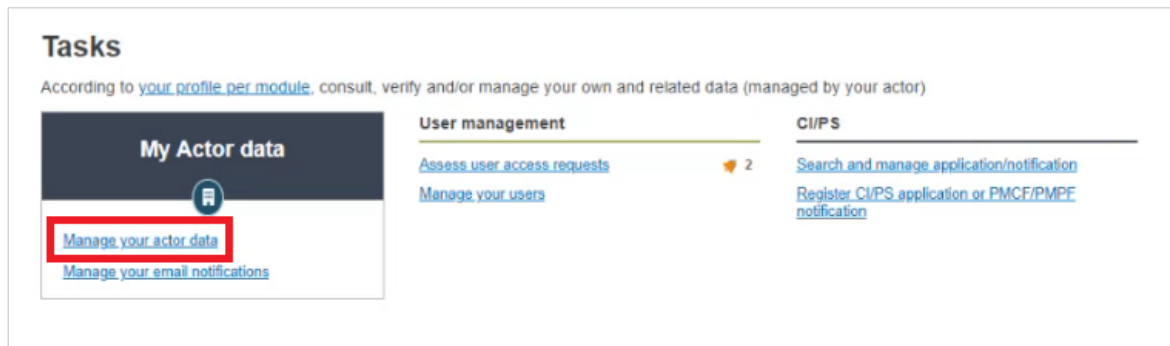 Tasks
According to your profile per module, consult, verify and/or manage your own and related data (managed by your actor)
My Actor data
Manage your actor data
Manage your email notifications
User management
Assess user access requests 2
Manage your users
CI/PS
Search and manage application/notification
Register CI/PS application or PMCF/PMPF
notification